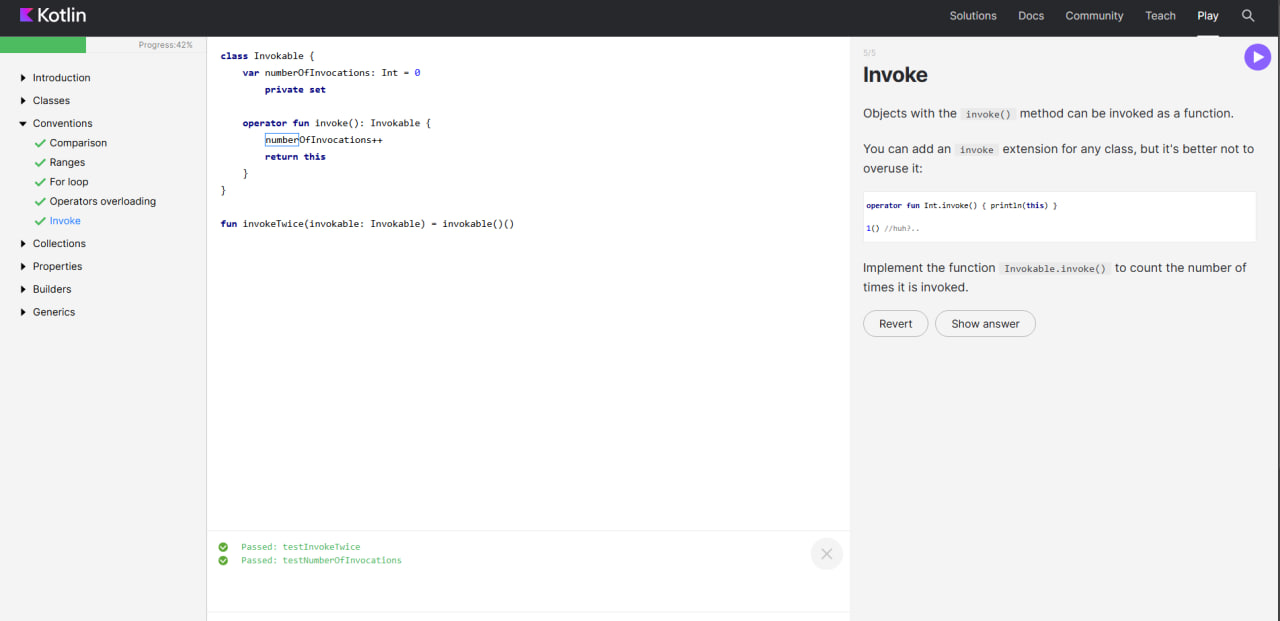 Kotlin
Solutions
Docs
Community
Teach
Play
Progress:42%
Introduction
Classes
Conventions
Comparison
Ranges
For loop
Operators overloading
Invoke
Collections
Properties
Builders
Generics
class Invokable {
    var numberOfInvocations: Int = 0
        private set
    operator fun invoke(): Invokable {
        numberOfInvocations++
        return this
    }
}
fun invokeTwice(invokable: Invokable) = invokable()()
Passed: testInvokeTwice
Passed: testNumberOfInvocations
5/5
Invoke
Objects with the invoke() method can be invoked as a function.
You can add an invoke extension for any class, but it's better not to
overuse it:
operator fun Int.invoke() { println(this) }
1() //huh?..
Implement the function Invokable.invoke() to count the number of
times it is invoked.
Revert
Show answer